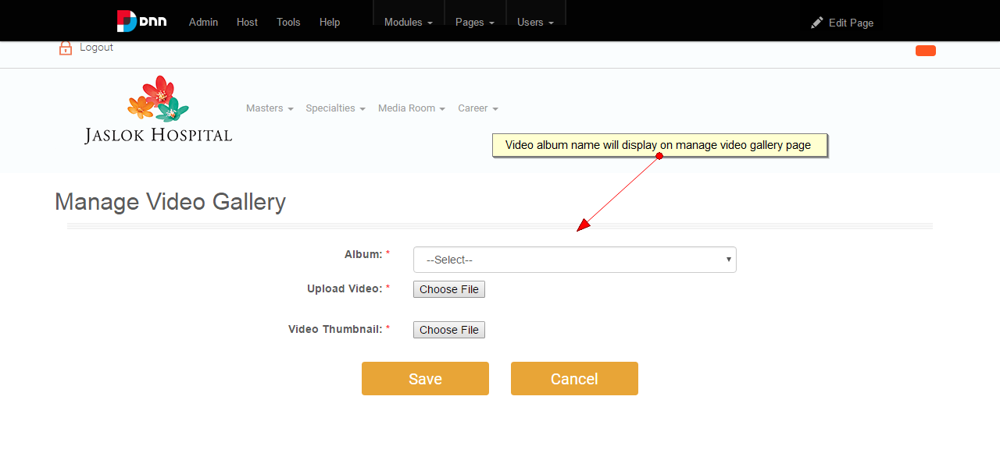 DNN Admin Host Tools Help Modules Pages Users Edit Page
Logout
Masters Specialties Media Room Career
JASLOK HOSPITAL
Video album name will display on manage video gallery page
Manage Video Gallery
Album: * --Select--
Upload Video: * Choose File
Video Thumbnail: * Choose File
Save Cancel